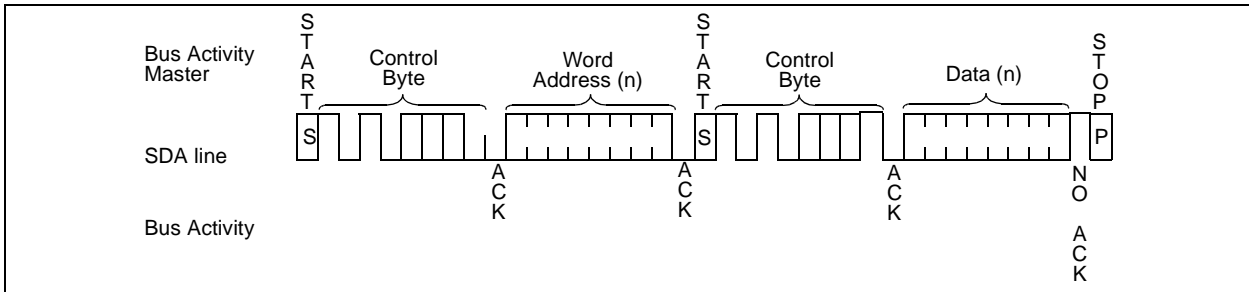 Bus Activity
Master
START
Control
Byte
Word
Address (n)
START
Control
Byte
Data (n)
STOP
SDA line
S
S
P
ACK
ACK
ACK
NO ACK
Bus Activity